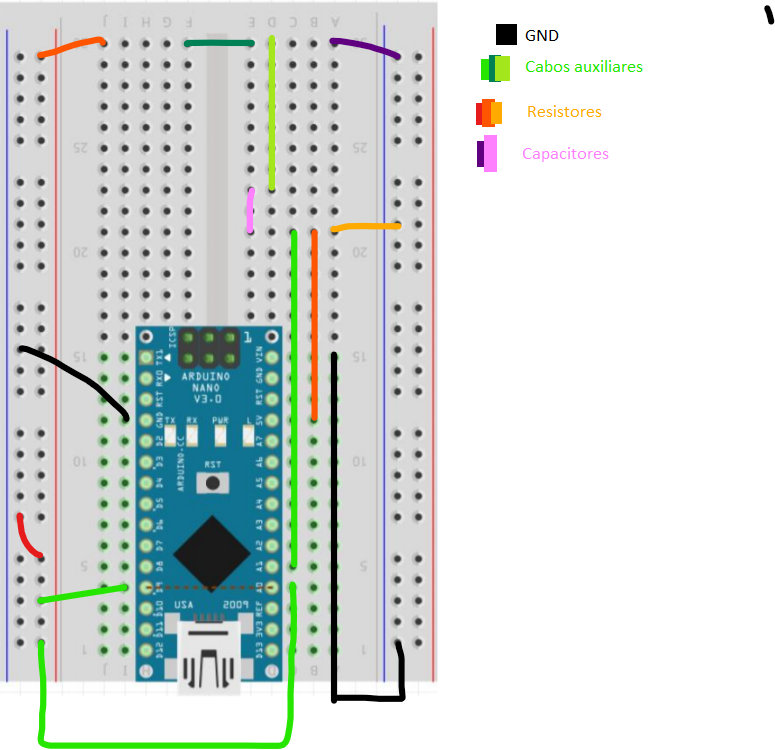 J I H G F E D C B A
GND
Cabos auxiliares
Resistores
Capacitores
25 25
20 20
ICSP 1
15 TX1 VIN 15
RX0 GND
ARDUINO
NANO
V3.0
RST RST
GND 5V
TX RX PWR L
D2 A7
ARDUINO.CC
10 D3 A6 10
RST
D4 A5
D5 A4
D6 A3
D7 A2
5 D8 A1 5
D9 A0
D10 REF
USA 2009
D11 3V3
1 D12 D13 1
J I H D B